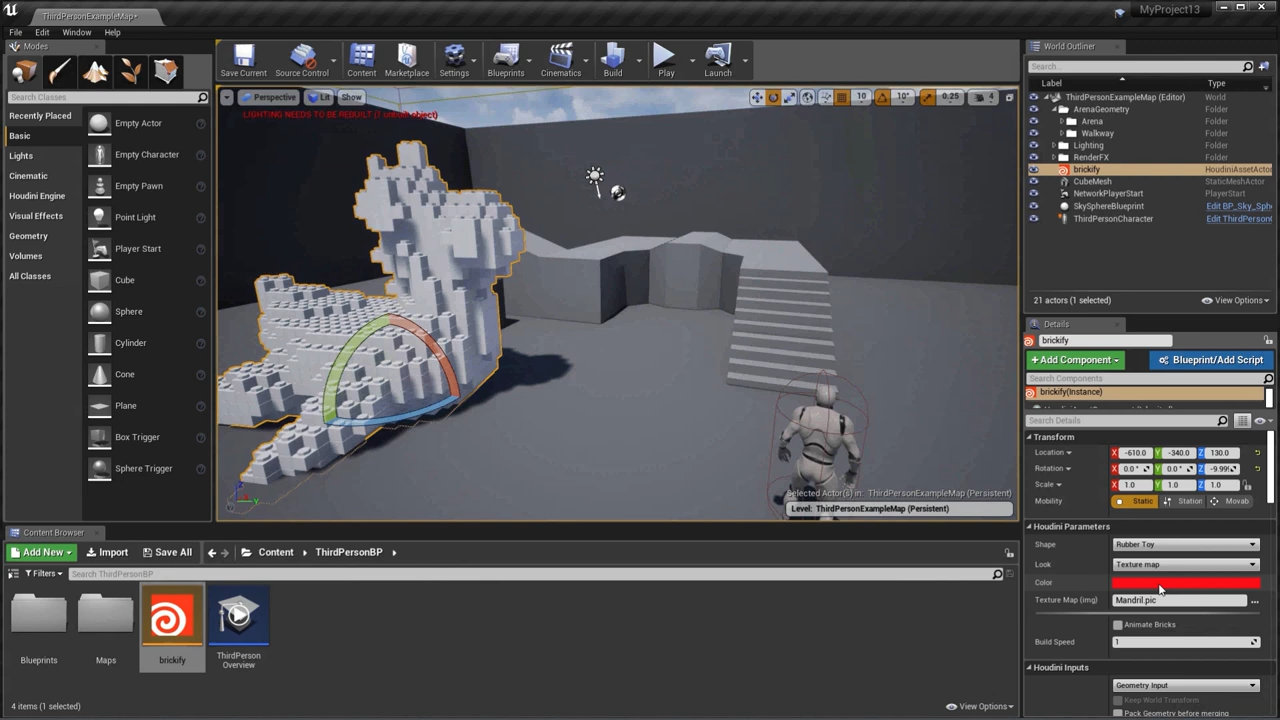 ThirdPersonExampleMap*
MyProject13
File Edit Window Help
Modes
Search Classes
Recently Placed
Basic
Lights
Cinematic
Houdini Engine
Visual Effects
Geometry
Volumes
All Classes
Empty Actor
Empty Character
Empty Pawn
Point Light
Player Start
Cube
Sphere
Cylinder
Cone
Plane
Box Trigger
Sphere Trigger
Save Current Source Control Content Marketplace Settings Blueprints Cinematics Build Play Launch
Perspective Lit Show 10 10° 0.25 4
LIGHTING NEEDS TO BE REBUILT (1 unbuilt object)
Selected Actor(s) in: ThirdPersonExampleMap (Persistent)
Level: ThirdPersonExampleMap (Persistent)
World Outliner
Search...
Label Type
ThirdPersonExampleMap (Editor) World
ArenaGeometry Folder
Arena Folder
Walkway Folder
Lighting Folder
RenderFX Folder
brickify HoudiniAssetActor
CubeMesh StaticMeshActor
NetworkPlayerStart PlayerStart
SkySphereBlueprint Edit BP_Sky_Sph
ThirdPersonCharacter Edit ThirdPerson
21 actors (1 selected) View Options
Details
brickify
+ Add Component Blueprint/Add Script
Search Components
brickify(Instance)
Search Details
Transform
Location X -610.0 Y -340.0 Z 130.0
Rotation X 0.0° Y 0.0° Z -9.999
Scale X 1.0 Y 1.0 Z 1.0
Mobility Static Station Movab
Houdini Parameters
Shape Rubber Toy
Look Texture map
Color
Texture Map (img) Mandril.pic ...
Animate Bricks
Build Speed 1
Houdini Inputs
Geometry Input
Keep World Transform
Pack Geometry before merging
Content Browser
Add New Import Save All Content ThirdPersonBP
Filters Search ThirdPersonBP
Blueprints
Maps
brickify
ThirdPerson
Overview
4 items (1 selected) View Options